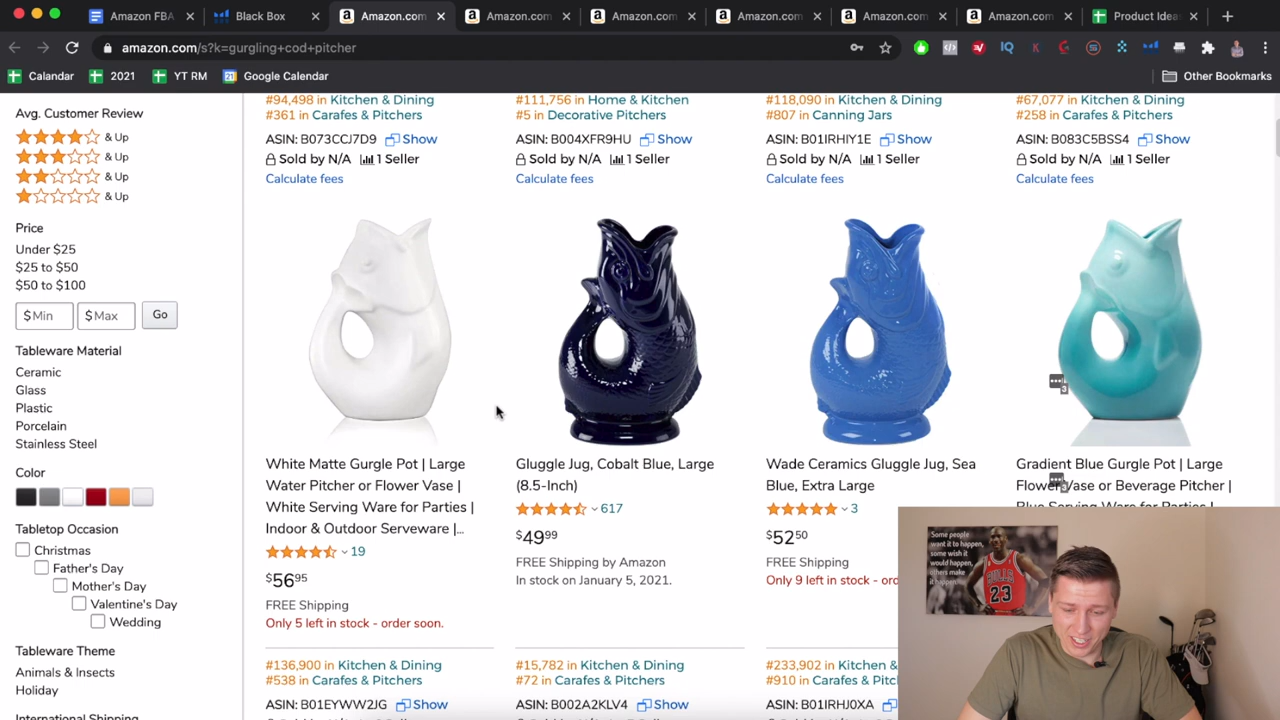 Amazon FBA
Black Box
Amazon.com
Amazon.com
Amazon.com
Amazon.com
Amazon.com
Amazon.com
Product Idea
amazon.com/s?k=gurgling+cod+pitcher
Calandar
2021
YT RM
Google Calendar
Other Bookmarks
Avg. Customer Review
& Up
& Up
& Up
& Up
Price
Under $25
$25 to $50
$50 to $100
$ Min
$ Max
Go
Tableware Material
Ceramic
Glass
Plastic
Porcelain
Stainless Steel
Color
Tabletop Occasion
Christmas
Father's Day
Mother's Day
Valentine's Day
Wedding
Tableware Theme
Animals & Insects
Holiday
International Shipping
#94,498 in Kitchen & Dining
#361 in Carafes & Pitchers
ASIN: B073CCJ7D9 Show
Sold by N/A 1 Seller
Calculate fees
#111,756 in Home & Kitchen
#5 in Decorative Pitchers
ASIN: B004XFR9HU Show
Sold by N/A 1 Seller
Calculate fees
#118,090 in Kitchen & Dining
#807 in Canning Jars
ASIN: B01IRHIY1E Show
Sold by N/A 1 Seller
Calculate fees
#67,077 in Kitchen & Dining
#258 in Carafes & Pitchers
ASIN: B083C5BSS4 Show
Sold by N/A 1 Seller
Calculate fees
White Matte Gurgle Pot | Large
Water Pitcher or Flower Vase |
White Serving Ware for Parties |
Indoor & Outdoor Serveware |...
19
$56 95
FREE Shipping
Only 5 left in stock - order soon.
#136,900 in Kitchen & Dining
#538 in Carafes & Pitchers
ASIN: B01EYWW2JG Show
Gluggle Jug, Cobalt Blue, Large
(8.5-Inch)
617
$49 99
FREE Shipping by Amazon
In stock on January 5, 2021.
#15,782 in Kitchen & Dining
#72 in Carafes & Pitchers
ASIN: B002A2KLV4 Show
Wade Ceramics Gluggle Jug, Sea
Blue, Extra Large
3
$52 50
FREE Shipping
Only 9 left in stock - ord
#233,902 in Kitchen &
#910 in Carafes & Pitc
ASIN: B01IRHJ0XA
Gradient Blue Gurgle Pot | Large
Flower Vase or Beverage Pitcher |
Blue Serving Ware for Parties |
Some people
want it to happen,
some wish it
would happen,
others make
it happen.
BULLS
23